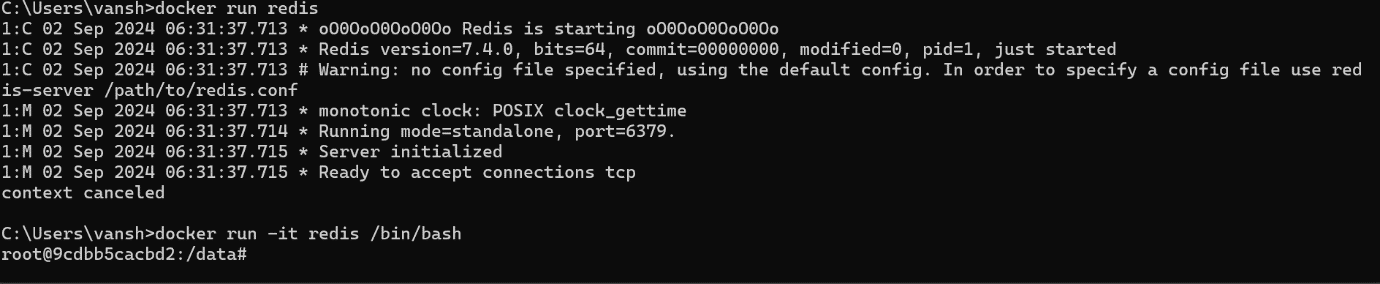 C:\Users\vansh>docker run redis
1:C 02 Sep 2024 06:31:37.713 * oO0OoO0OoO0Oo Redis is starting oO0OoO0OoO0Oo
1:C 02 Sep 2024 06:31:37.713 * Redis version=7.4.0, bits=64, commit=00000000, modified=0, pid=1, just started
1:C 02 Sep 2024 06:31:37.713 # Warning: no config file specified, using the default config. In order to specify a config file use red
is-server /path/to/redis.conf
1:M 02 Sep 2024 06:31:37.713 * monotonic clock: POSIX clock_gettime
1:M 02 Sep 2024 06:31:37.714 * Running mode=standalone, port=6379.
1:M 02 Sep 2024 06:31:37.715 * Server initialized
1:M 02 Sep 2024 06:31:37.715 * Ready to accept connections tcp
context canceled
C:\Users\vansh>docker run -it redis /bin/bash
root@9cdbb5cacbd2:/data#